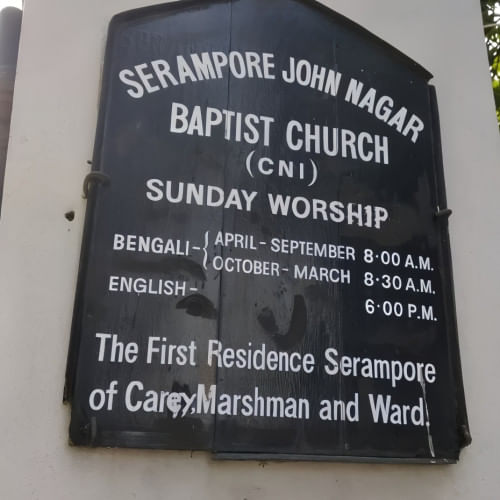 SERAMPORE JOHN NAGAR
BAPTIST CHURCH
(CNI)
SUNDAY WORSHIP
BENGALI- { APRIL - SEPTEMBER 8·00 A.M.
OCTOBER - MARCH 8·30 A.M.
ENGLISH - 6·00 P.M.
The First Residence Serampore
of Carey, Marshman and Ward.